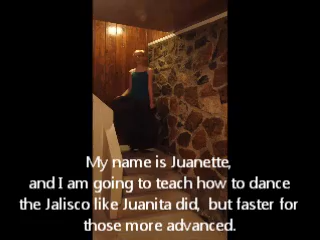 My name is Juanette,
and I am going to teach how to dance
the Jalisco like Juanita did,  but faster for
those more advanced.